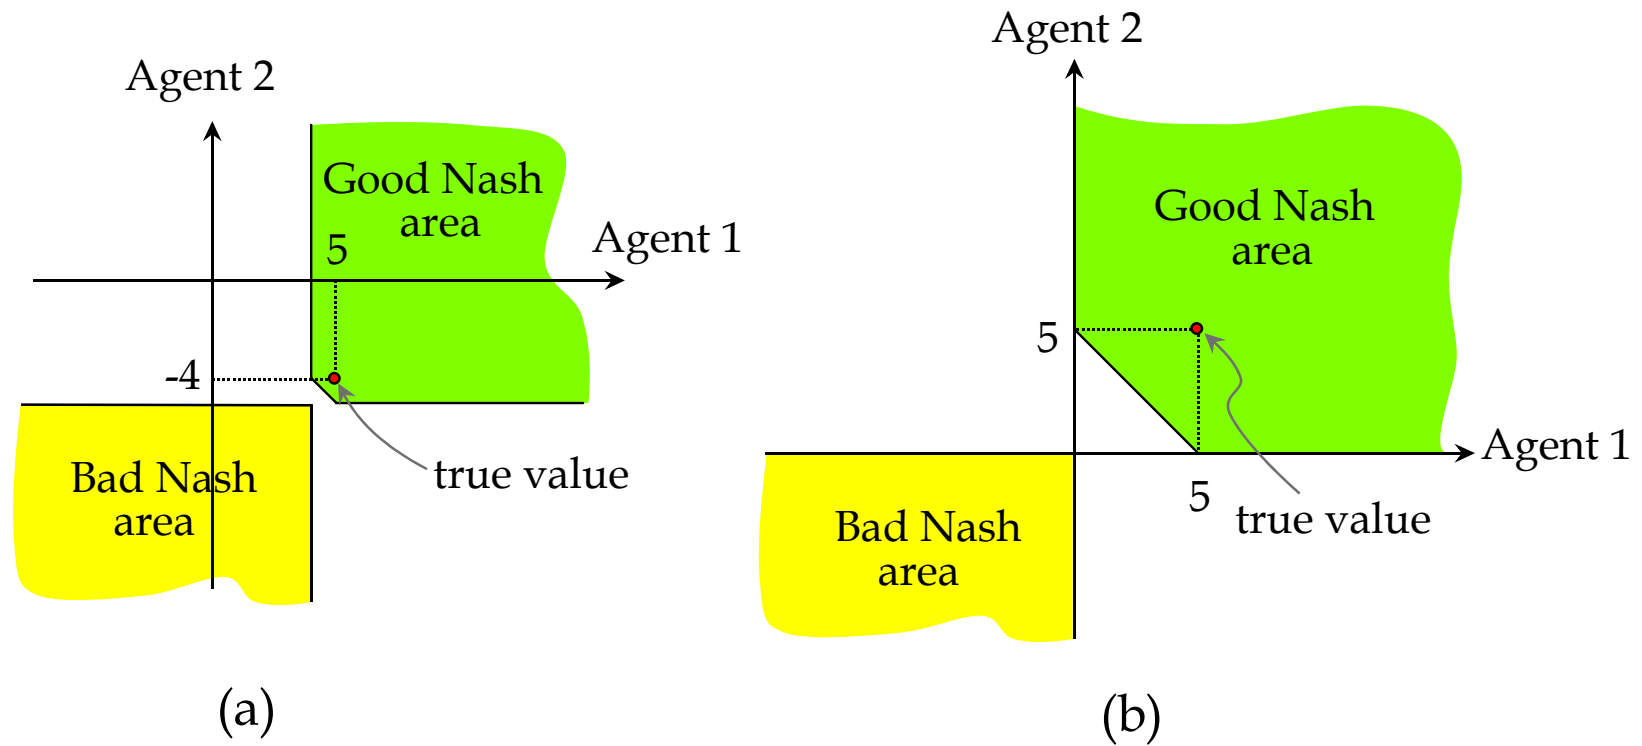 Agent 2
Good Nash
area
5
Agent 1
-4
Bad Nash
area
true value
(a)
Agent 2
Good Nash
area
5
Agent 1
5
true value
Bad Nash
area
(b)